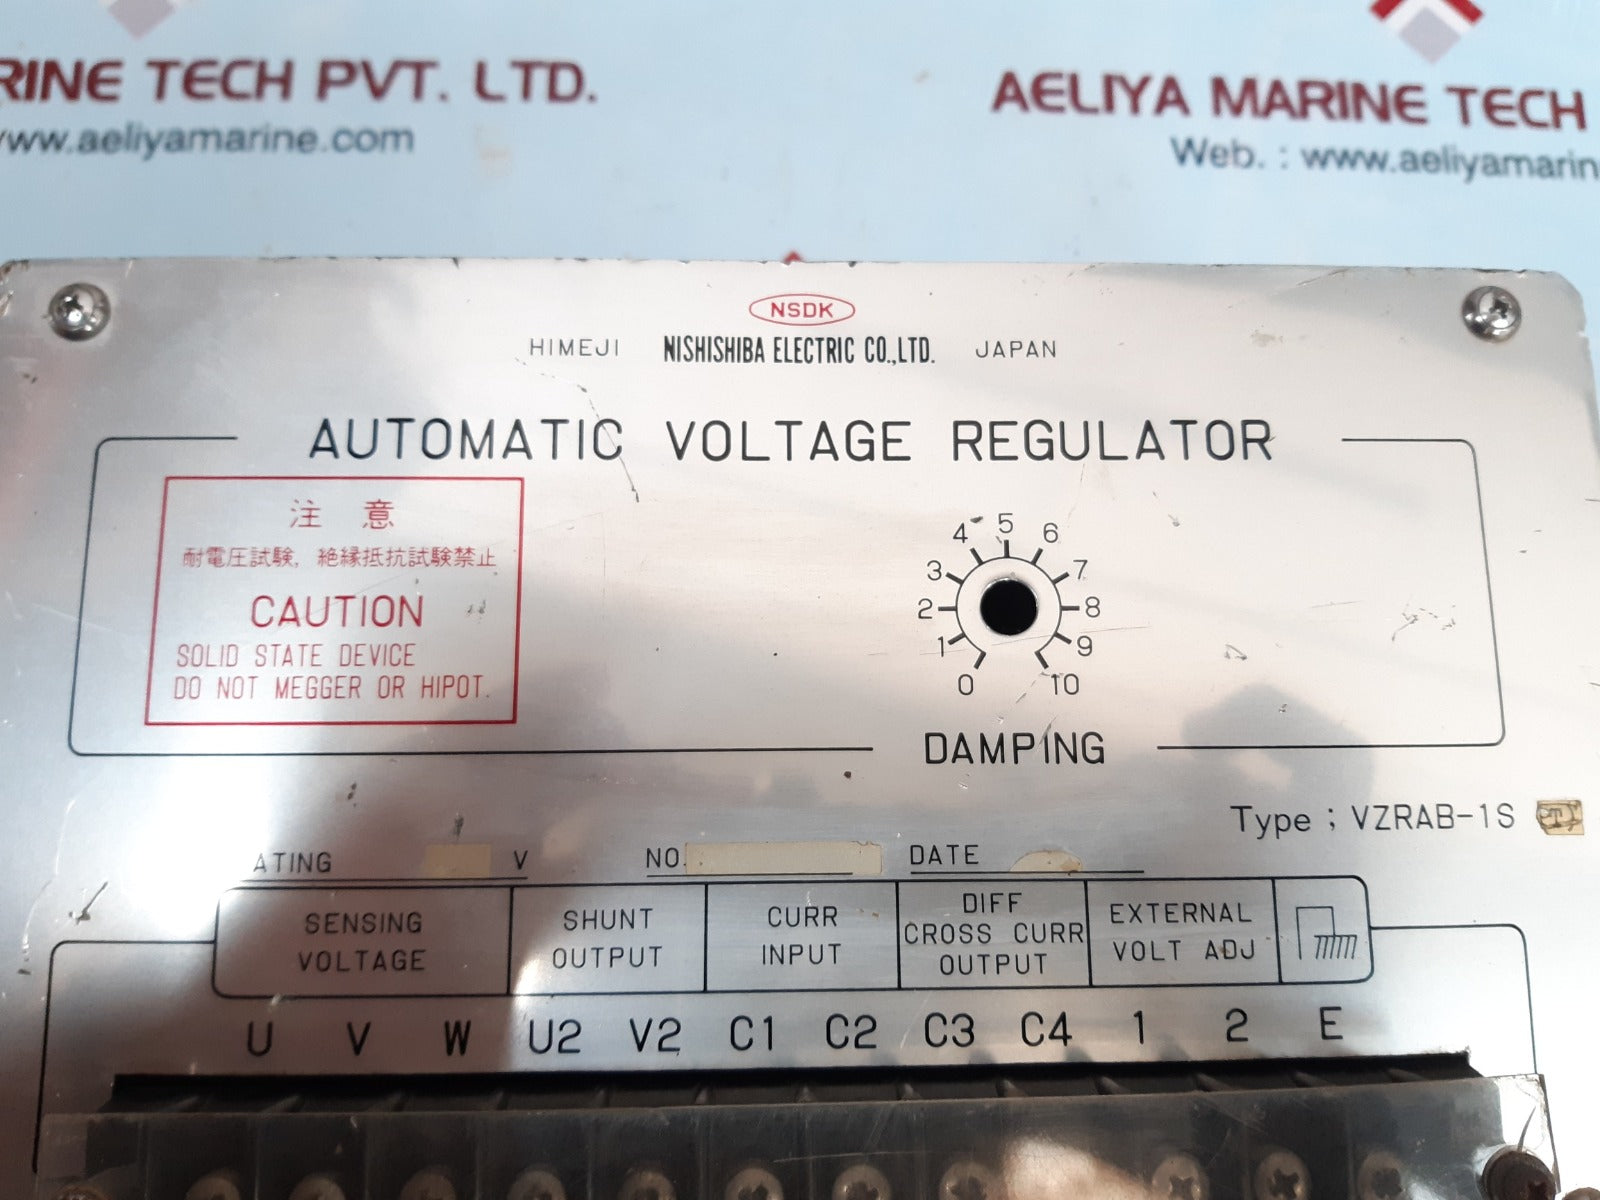 RINE TECH PVT. LTD.
www.aeliyamarine.com
AELIYA MARINE TECH
Web. : www.aeliyamarin
NSDK
HIMEJI NISHISHIBA ELECTRIC CO.,LTD. JAPAN
AUTOMATIC VOLTAGE REGULATOR
注 意
耐電圧試験, 絶縁抵抗試験禁止
CAUTION
SOLID STATE DEVICE
DO NOT MEGGER OR HIPOT.
0 1 2 3 4 5 6 7 8 9 10
DAMPING
Type ; VZRAB-1S T
ATING V NO. DATE
SENSING VOLTAGE
SHUNT OUTPUT
CURR INPUT
DIFF CROSS CURR OUTPUT
EXTERNAL VOLT ADJ
U V W U2 V2 C1 C2 C3 C4 1 2 E